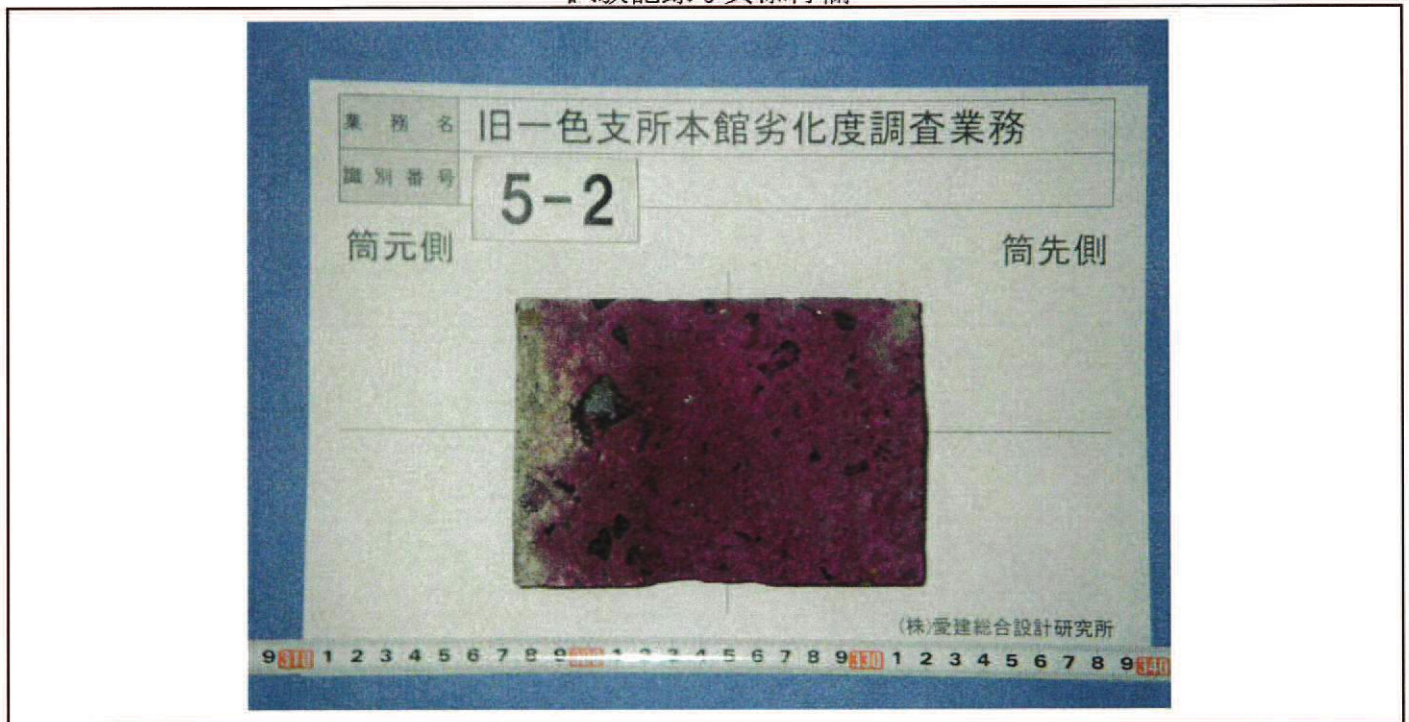 業務名 旧一色支所本館劣化度調査業務
識別番号 5-2
筒元側 筒先側
(株)愛建総合設計研究所
9 310 1 2 3 4 5 6 7 8 9 1 2 3 4 5 6 7 8 9 330 1 2 3 4 5 6 7 8 9 340